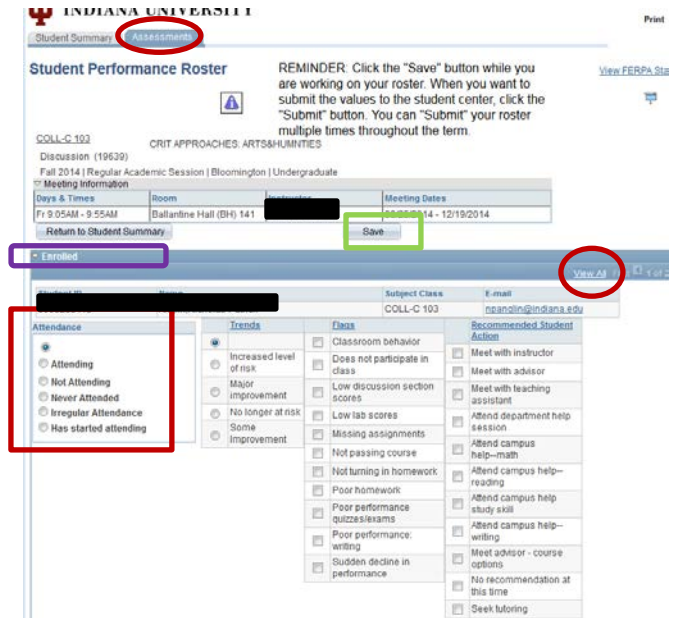 INDIANA UNIVERSITY
Print
Student Summary Assessments
Student Performance Roster
REMINDER: Click the "Save" button while you
are working on your roster. When you want to
submit the values to the student center, click the
"Submit" button. You can "Submit" your roster
multiple times throughout the term.
View FERPA Sta
COLL-C 103
CRIT APPROACHES: ARTS&HUMNTIES
Discussion (19639)
Fall 2014 | Regular Academic Session | Bloomington | Undergraduate
Meeting Information
Days & Times Room Meeting Dates
Fr 9:05AM - 9:55AM Ballantine Hall (BH) 141 - 12/19/2014
Return to Student Summary Save
Enrolled
View All 1 of 2
Subject Class E-mail
COLL-C 103 npandlin@indiana.edu
Attendance
Attending
Not Attending
Never Attended
Irregular Attendance
Has started attending
Trends
Increased level
of risk
Major
improvement
No longer at risk
Some
Improvement
Flags
Classroom behavior
Does not participate in
class
Low discussion section
scores
Low lab scores
Missing assignments
Not passing course
Not turning in homework
Poor homework
Poor performance
quizzes/exams
Poor performance:
writing
Sudden decline in
performance
Recommended Student
Action
Meet with instructor
Meet with advisor
Meet with teaching
assistant
Attend department help
session
Attend campus
help--math
Attend campus help--
reading
Attend campus help
study skill
Attend campus help--
writing
Meet advisor - course
options
No recommendation at
this time
Seek tutoring